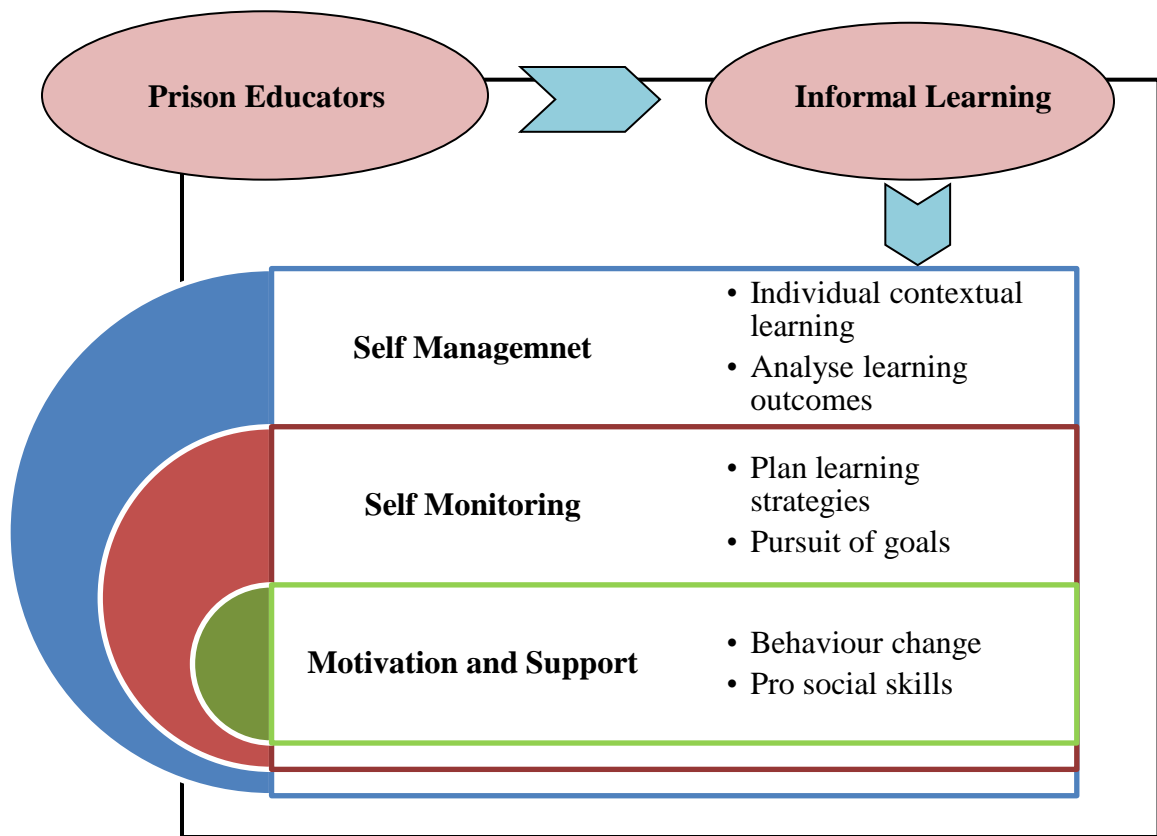 Prison Educators
Informal Learning
Self Managemnet
• Individual contextual
learning
• Analyse learning
outcomes
Self Monitoring
• Plan learning
strategies
• Pursuit of goals
Motivation and Support
• Behaviour change
• Pro social skills